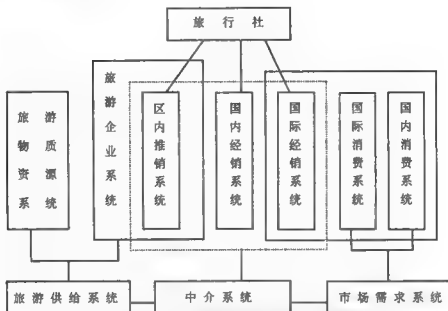 旅行社
旅游
物质
资源
系统
旅游企业系统
区内推销系统
国内经销系统
国际经销系统
国际消费系统
国内消费系统
旅游供给系统
中介系统
市场需求系统